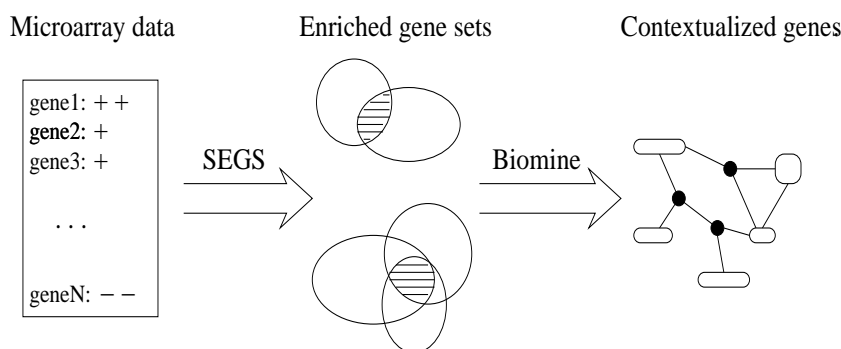 Microarray data
Enriched gene sets
Contextualized genes
gene1: + +
gene2: +
gene3: +
. . .
geneN: − −
SEGS
Biomine